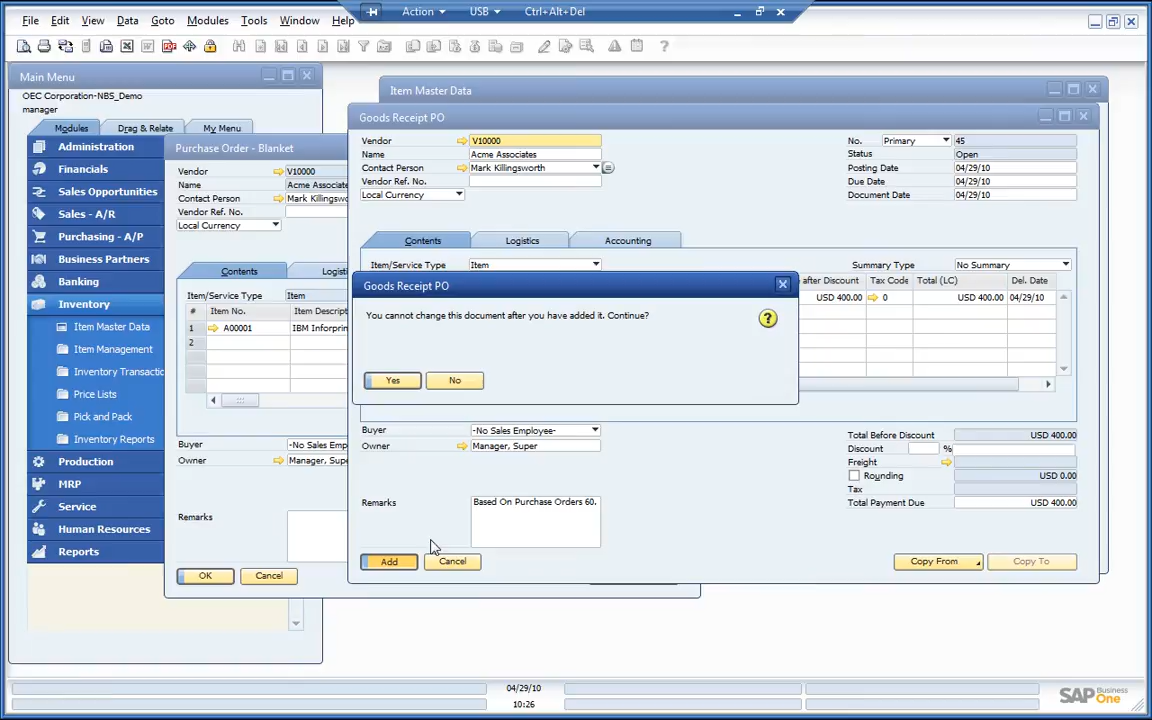 Action USB Ctrl+Alt+Del
File Edit View Data Goto Modules Tools Window Help
Main Menu
OEC Corporation-NBS_Demo
manager
Modules Drag & Relate My Menu
Administration
Financials
Sales Opportunities
Sales - A/R
Purchasing - A/P
Business Partners
Banking
Inventory
Item Master Data
Item Management
Inventory Transactic
Price Lists
Pick and Pack
Inventory Reports
Production
MRP
Service
Human Resources
Reports
Purchase Order - Blanket
Vendor V10000
Name Acme Associates
Contact Person Mark Killingswo
Vendor Ref. No.
Local Currency
Contents Logisti
Item/Service Type Item
# Item No. Item Descript
1 A00001 IBM Inforprin
2
Buyer -No Sales Emp
Owner Manager, Supe
Remarks
OK Cancel
Item Master Data
Goods Receipt PO
Vendor V10000
Name Acme Associates
Contact Person Mark Killingsworth
Vendor Ref. No.
Local Currency
No. Primary 45
Status Open
Posting Date 04/29/10
Due Date 04/29/10
Document Date 04/29/10
Contents Logistics Accounting
Item/Service Type Item
Summary Type No Summary
e after Discount Tax Code Total (LC) Del. Date
USD 400.00 0 USD 400.00 04/29/10
Goods Receipt PO
You cannot change this document after you have added it. Continue?
?
Yes No
Buyer -No Sales Employee-
Owner Manager, Super
Remarks Based On Purchase Orders 60.
Total Before Discount USD 400.00
Discount %
Freight
Rounding USD 0.00
Tax
Total Payment Due USD 400.00
Add Cancel
Copy From Copy To
04/29/10
10:26
SAP Business One